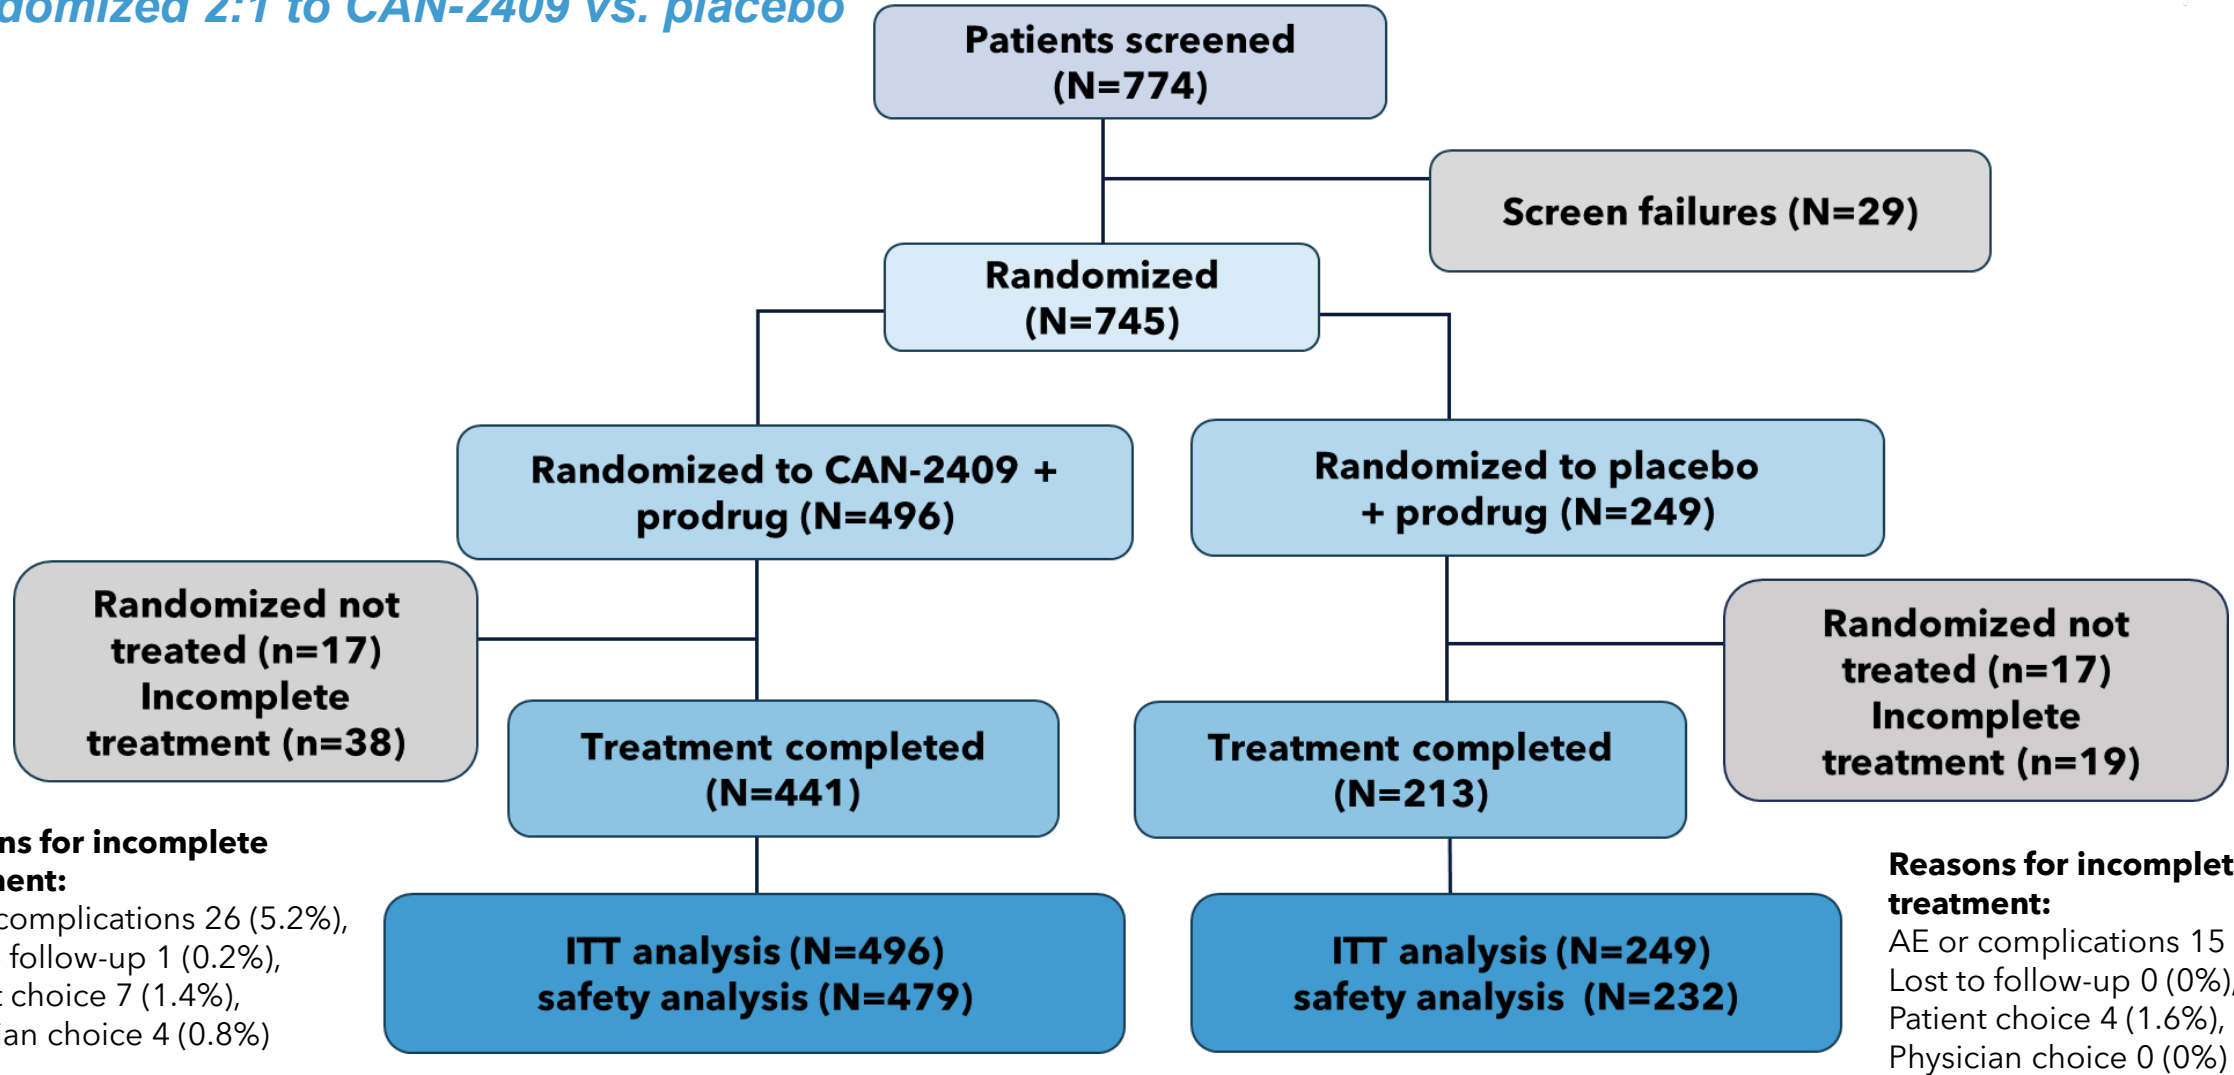 2:1 to CAN-2409 vs. placebo
Patients screened
(N=774)
Screen failures (N=29)
Randomized
(N=745)
Randomized to CAN-2409 +
prodrug (N=496)
Randomized to placebo
+ prodrug (N=249)
Randomized not
treated (n=17)
Incomplete
treatment (n=38)
Randomized not
treated (n=17)
Incomplete
treatment (n=19)
Treatment completed
(N=441)
Treatment completed
(N=213)
for incomplete
complications 26 (5.2%),
follow-up 1 (0.2%),
choice 7 (1.4%),
choice 4 (0.8%)
ITT analysis (N=496)
safety analysis (N=479)
ITT analysis (N=249)
safety analysis (N=232)
Reasons for incomplet
treatment:
AE or complications 15
Lost to follow-up 0 (0%),
Patient choice 4 (1.6%),
Physician choice 0 (0%)